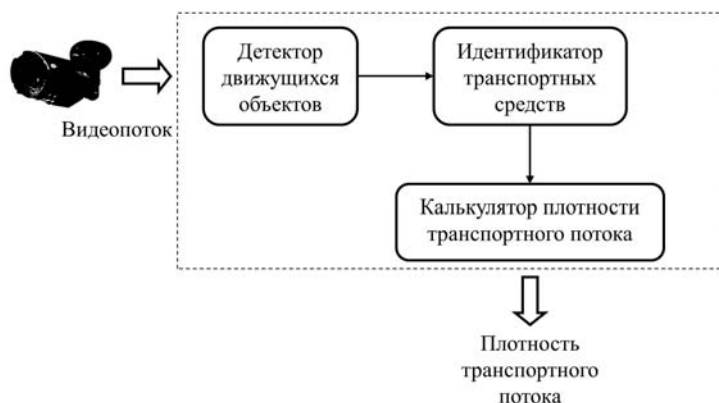 Детектор
движущихся
объектов
Идентификатор
транспортных
средств
Видеопоток
Калькулятор плотности
транспортного потока
Плотность
транспортного
потока